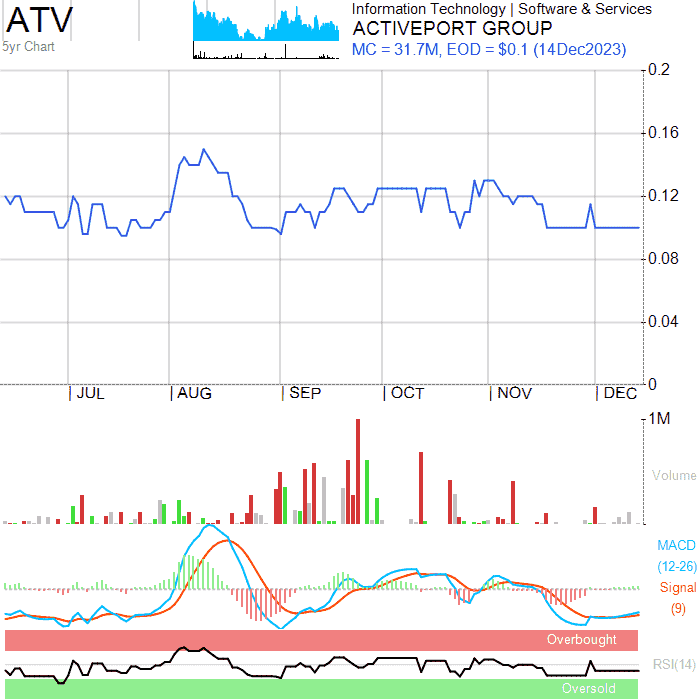 ATV
5yr Chart
Information Technology | Software & Services
ACTIVEPORT GROUP
MC = 31.7M, EOD = $0.1 (14Dec2023)
0.2
0.16
0.12
0.08
0.04
0
JUL AUG SEP OCT NOV DEC
1M
Volume
MACD
(12-26)
Signal
(9)
Overbought
RSI(14)
Oversold